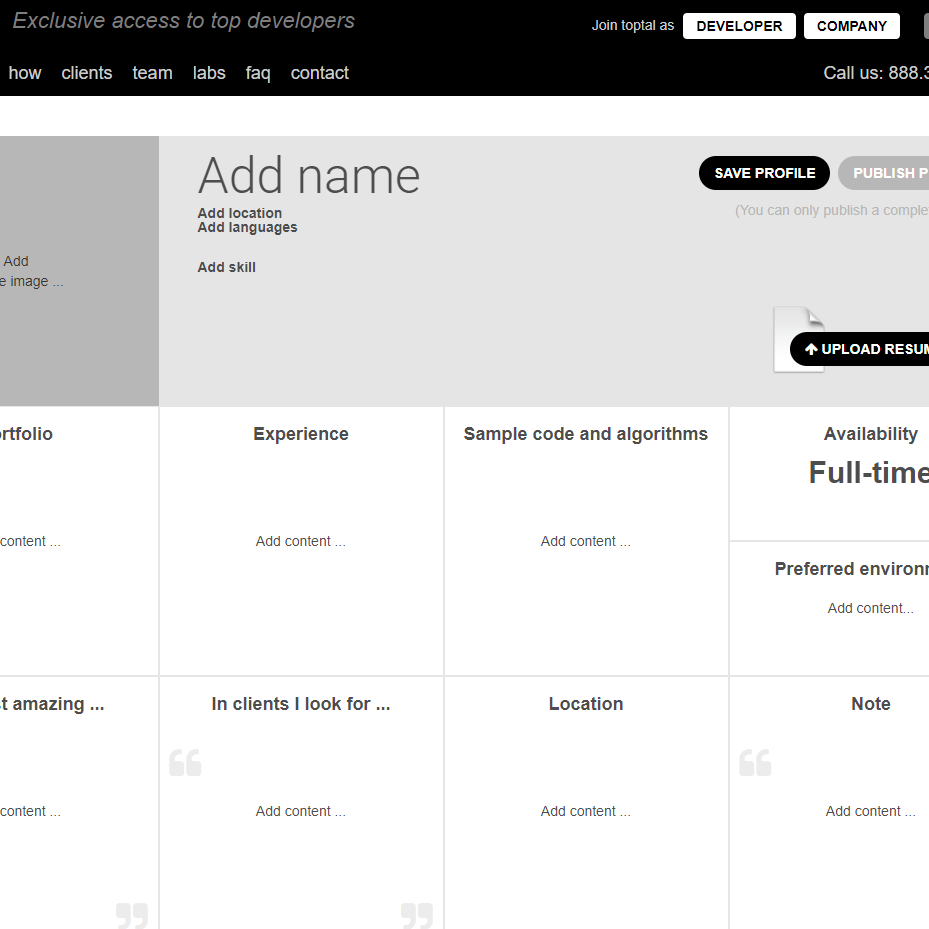 Exclusive access to top developers
Join toptal as DEVELOPER COMPANY
how clients team labs faq contact
Call us: 888.3
Add name
SAVE PROFILE
PUBLISH P
(You can only publish a comple
Add location
Add languages
Add skill
Add
e image ...
UPLOAD RESUM
rtfolio
Experience
Sample code and algorithms
Availability
Full-time
content ...
Add content ...
Add content ...
Preferred environ
Add content...
t amazing ...
In clients I look for ...
Location
Note
content ...
Add content ...
Add content ...
Add content ...